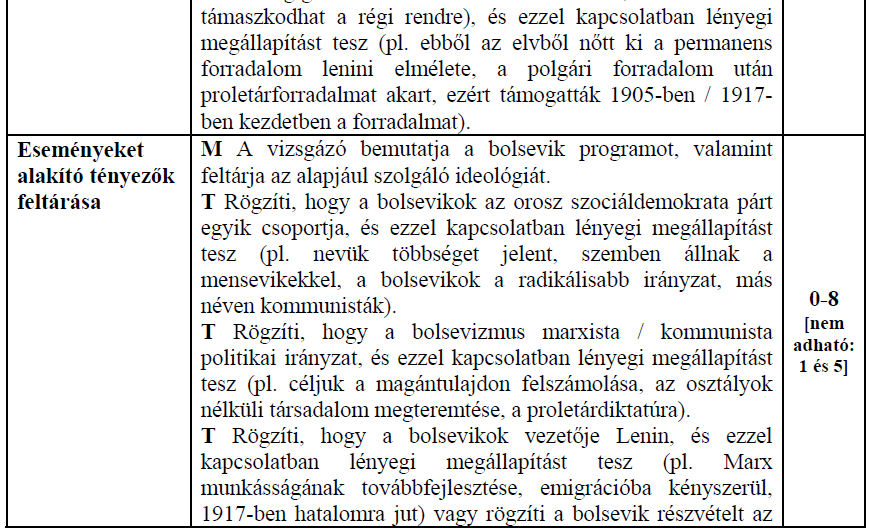 támaszkodhat a régi rendre), és ezzel kapcsolatban lényegi
megállapítást tesz (pl. ebből az elvből nőtt ki a permanens
forradalom lenini elmélete, a polgári forradalom után
proletárforradalmat akart, ezért támogatták 1905-ben / 1917-
ben kezdetben a forradalmat).
Eseményeket
alakító tényezők
feltárása
M A vizsgázó bemutatja a bolsevik programot, valamint
feltárja az alapjául szolgáló ideológiát.
T Rögzíti, hogy a bolsevikok az orosz szociáldemokrata párt
egyik csoportja, és ezzel kapcsolatban lényegi megállapítást
tesz (pl. nevük többséget jelent, szemben állnak a
mensevikekkel, a bolsevikok a radikálisabb irányzat, más
néven kommunisták).
T Rögzíti, hogy a bolsevizmus marxista / kommunista
politikai irányzat, és ezzel kapcsolatban lényegi megállapítást
tesz (pl. céljuk a magántulajdon felszámolása, az osztályok
nélküli társadalom megteremtése, a proletárdiktatúra).
T Rögzíti, hogy a bolsevikok vezetője Lenin, és ezzel
kapcsolatban lényegi megállapítást tesz (pl. Marx
munkásságának továbbfejlesztése, emigrációba kényszerül,
1917-ben hatalomra jut) vagy rögzíti a bolsevik részvételt az
0-8
[nem
adható:
1 és 5]